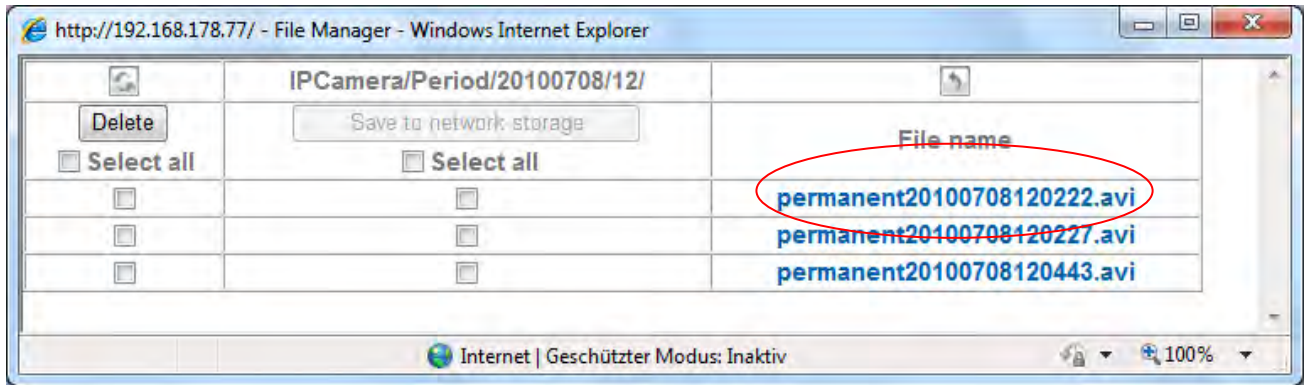 http://192.168.178.77/ - File Manager - Windows Internet Explorer
IPCamera/Period/20100708/12/
Delete
Save to network storage
File name
Select all
Select all
permanent20100708120222.avi
permanent20100708120227.avi
permanent20100708120443.avi
Internet | Geschützter Modus: Inaktiv
100%